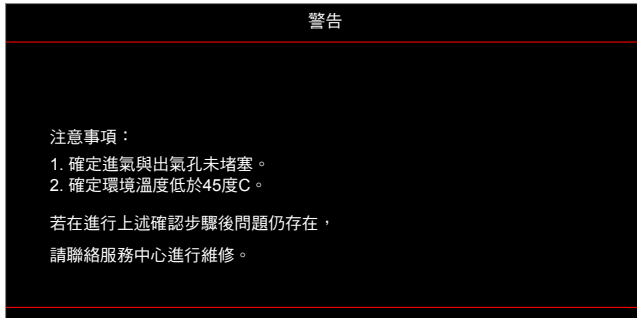 警告
注意事項：
1. 確定進氣與出氣孔未堵塞。
2. 確定環境溫度低於45度C。
若在進行上述確認步驟後問題仍存在，
請聯絡服務中心進行維修。